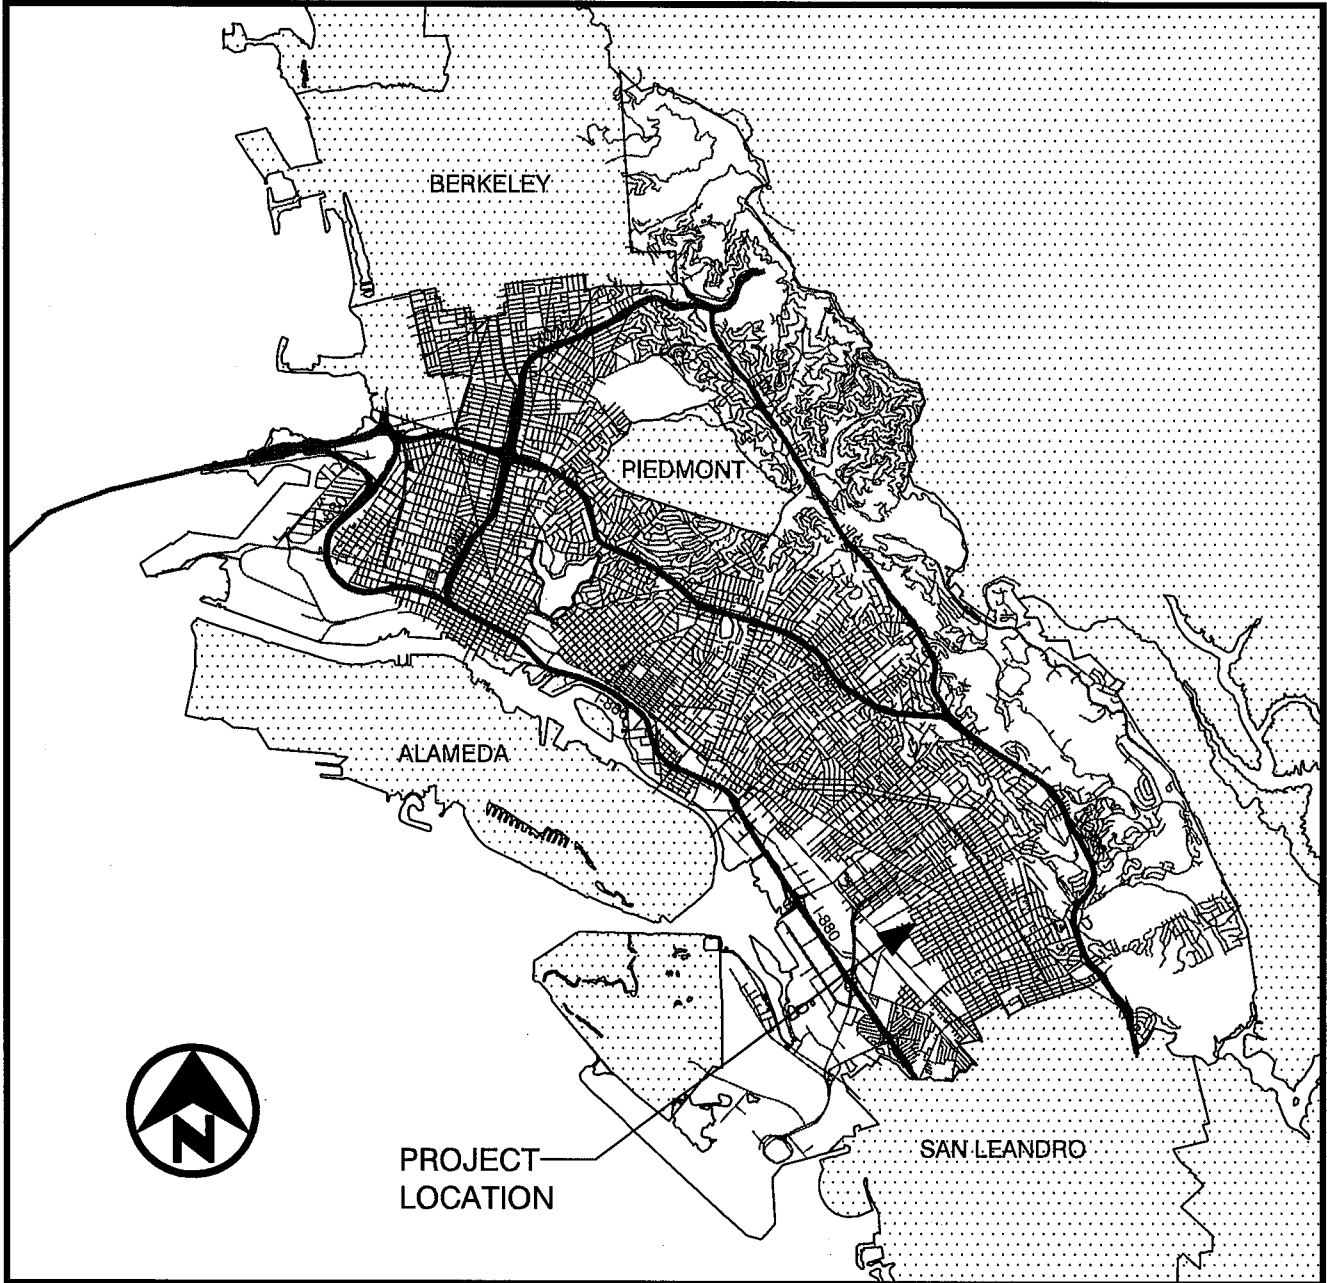 BERKELEY
PIEDMONT
ALAMEDA
I-880
N
PROJECT
LOCATION
SAN LEANDRO